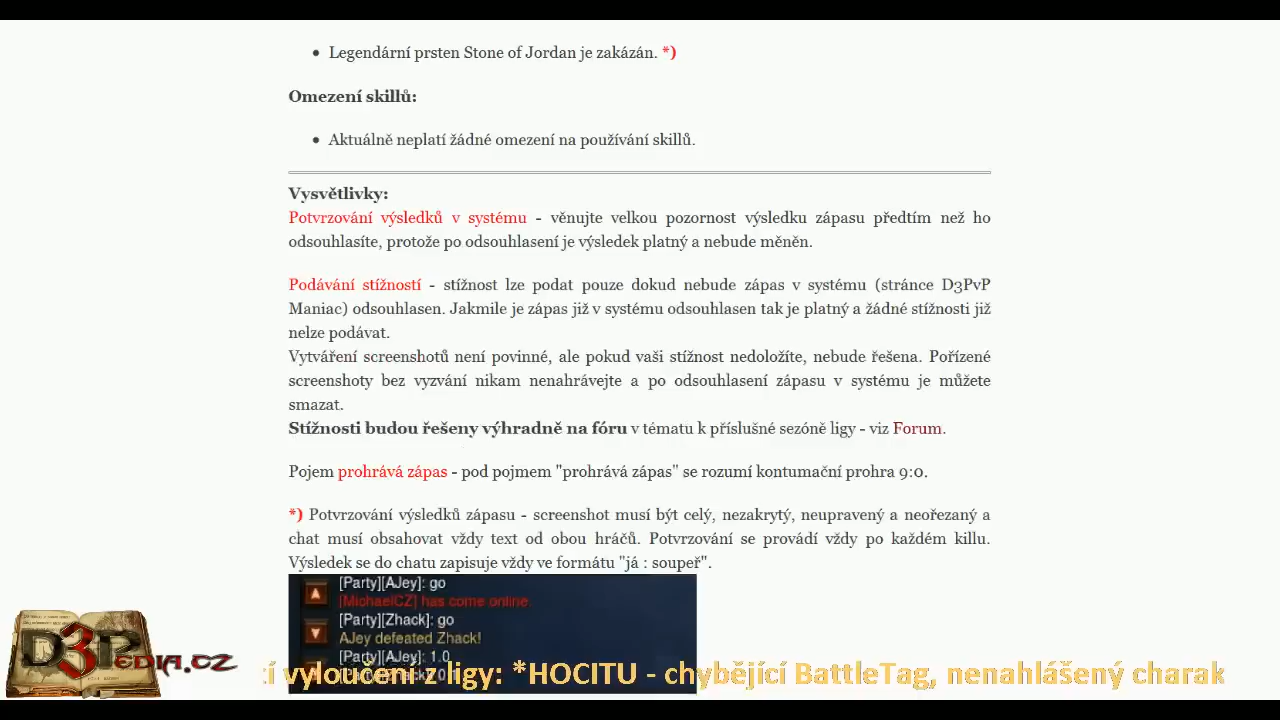 Legendární prsten Stone of Jordan je zakázán. *)
Omezení skillů:
Aktuálně neplatí žádné omezení na používání skillů.
Vysvětlivky:
Potvrzování výsledků v systému - věnujte velkou pozornost výsledku zápasu předtím než ho
odsouhlasíte, protože po odsouhlasení je výsledek platný a nebude měněn.
Podávání stížností - stížnost lze podat pouze dokud nebude zápas v systému (stránce D3PvP
Maniac) odsouhlasen. Jakmile je zápas již v systému odsouhlasen tak je platný a žádné stížnosti již
nelze podávat.
Vytváření screenshotů není povinné, ale pokud vaši stížnost nedoložíte, nebude řešena. Pořízené
screenshoty bez vyzvání nikam nenahrávejte a po odsouhlasení zápasu v systému je můžete
smazat.
Stížnosti budou řešeny výhradně na fóru v tématu k příslušné sezóně ligy - viz Forum.
Pojem prohrává zápas - pod pojmem "prohrává zápas" se rozumí kontumační prohra 9:0.
*) Potvrzování výsledků zápasu - screenshot musí být celý, nezakrytý, neupravený a neořezaný a
chat musí obsahovat vždy text od obou hráčů. Potvrzování se provádí vždy po každém killu.
Výsledek se do chatu zapisuje vždy ve formátu "já : soupeř".
[Party][AJey]: go
[MichaelCZ] has come online.
[Party][Zhack]: go
AJey defeated Zhack!
[Party][AJey]: 1.0
D3Pedia.cz
vyloučení z ligy: *HOCITU - chybějící BattleTag, nenahlášený charak